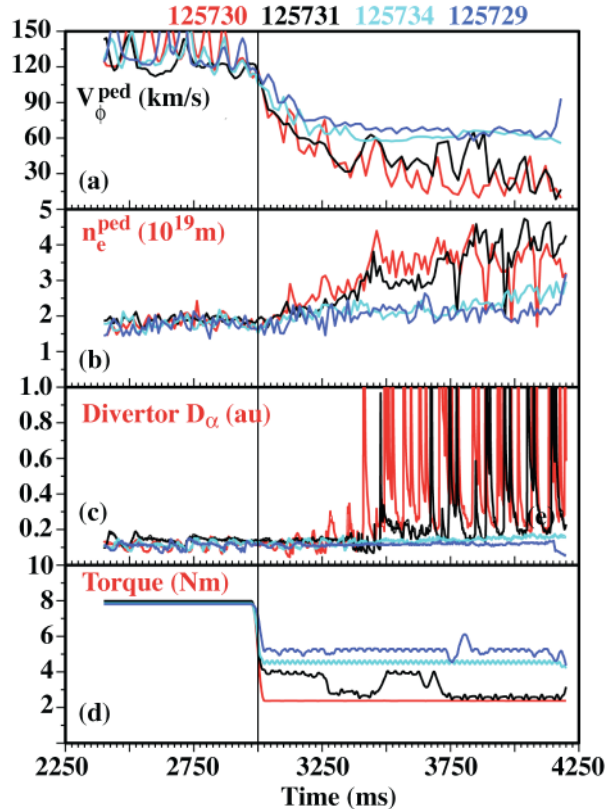 125730 125731 125734 125729
150
120
90
60
30
V_ϕ^ped (km/s)
(a)
5
4
3
2
1
n_e^ped (10^19m)
(b)
1.0
0.8
0.6
0.4
0.2
Divertor D_α (au)
(c)
10
8
6
4
2
Torque (Nm)
(d)
2250 2750 3250 3750 4250
Time (ms)